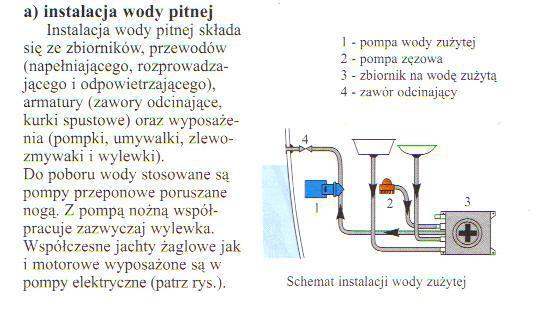 a) instalacja wody pitnej
Instalacja wody pitnej składa
się ze zbiorników, przewodów
(napełniającego, rozprowadza-
jącego i odpowietrzającego),
armatury (zawory odcinające,
kurki spustowe) oraz wyposaże-
nia (pompki, umywalki, zlewo-
zmywaki i wylewki).
Do poboru wody stosowane są
pompy przeponowe poruszane
nogą. Z pompą nożną współ-
pracuje zazwyczaj wylewka.
Współczesne jachty żaglowe jak
i motorowe wyposażone są w
pompy elektryczne (patrz rys.).
1 - pompa wody zużytej
2 - pompa zęzowa
3 - zbiornik na wodę zużytą
4 - zawór odcinający
4
1
2
3
Schemat instalacji wody zużytej